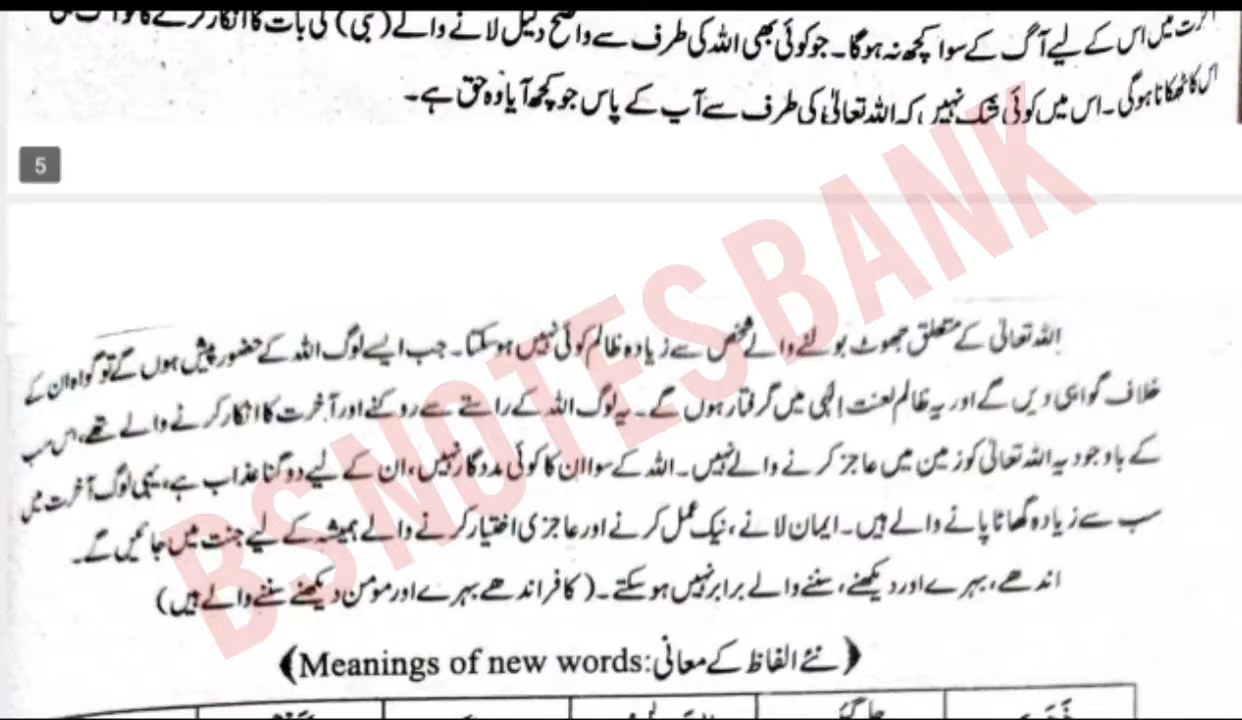 آخرت میں اس کے لیے آگ کے سوا کچھ نہ ہوگا۔ جو کوئی بھی اللہ کی طرف سے واضح دلیل لانے والے (نبی) کی بات کا انکار کرے گا تو آگ ہی
اس کا ٹھکانا ہوگی۔ اس میں کوئی شک نہیں کہ اللہ تعالیٰ کی طرف سے آپ کے پاس جو کچھ آیا وہ حق ہے۔
5
اللہ تعالیٰ کے متعلق جھوٹ بولنے والے شخص سے زیادہ ظالم کوئی نہیں ہو سکتا۔ جب ایسے لوگ اللہ کے حضور پیش ہوں گے تو گواہ ان کے
خلاف گواہی دیں گے اور یہ ظالم لعنت الٰہی میں گرفتار ہوں گے۔ یہ لوگ اللہ کے راستے سے روکنے اور آخرت کا انکار کرنے والے تھے، اس سب
کے باوجود یہ اللہ تعالیٰ کو زمین میں عاجز کرنے والے نہیں۔ اللہ کے سوا ان کا کوئی مددگار نہیں، ان کے لیے دوگنا عذاب ہے، یہی لوگ آخرت میں
سب سے زیادہ گھاٹا پانے والے ہیں۔ ایمان لانے، نیک عمل کرنے اور عاجزی اختیار کرنے والے ہمیشہ کے لیے جنت میں جائیں گے۔
اندھے، بہرے اور دیکھنے، سننے والے برابر نہیں ہو سکتے۔ (کافر اندھے بہرے اور مومن دیکھنے سننے والے ہیں)
(نئے الفاظ کے معانی:Meanings of new words)
BSNOTESBANK